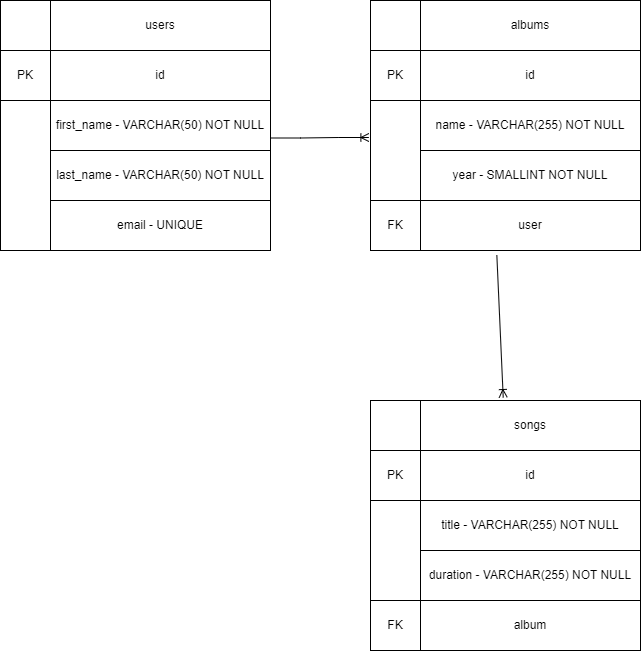 users
PK
id
first_name - VARCHAR(50) NOT NULL
last_name - VARCHAR(50) NOT NULL
email - UNIQUE
albums
PK
id
name - VARCHAR(255) NOT NULL
year - SMALLINT NOT NULL
FK
user
songs
PK
id
title - VARCHAR(255) NOT NULL
duration - VARCHAR(255) NOT NULL
FK
album